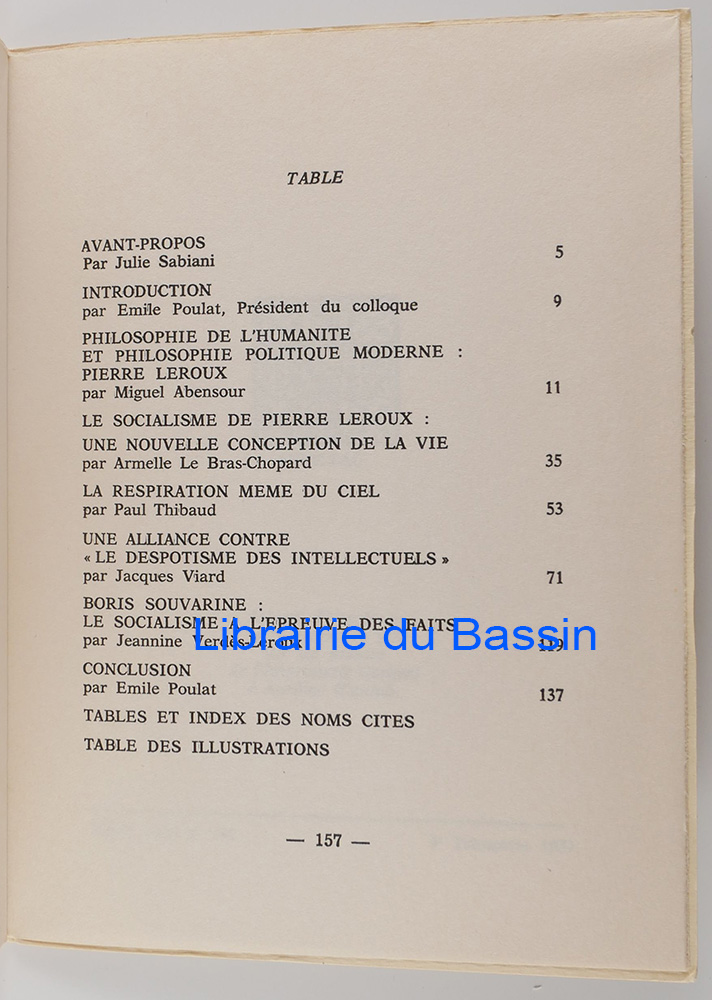 TABLE
AVANT-PROPOS
Par Julie Sabiani 5
INTRODUCTION
par Emile Poulat, Président du colloque 9
PHILOSOPHIE DE L'HUMANITE
ET PHILOSOPHIE POLITIQUE MODERNE :
PIERRE LEROUX
par Miguel Abensour 11
LE SOCIALISME DE PIERRE LEROUX :
UNE NOUVELLE CONCEPTION DE LA VIE
par Armelle Le Bras-Chopard 35
LA RESPIRATION MEME DU CIEL
par Paul Thibaud 53
UNE ALLIANCE CONTRE
« LE DESPOTISME DES INTELLECTUELS »
par Jacques Viard 71
BORIS SOUVARINE :
LE SOCIALISME A L'EPREUVE DES FAITS
par Jeannine Verdès-Leroux 119
Librairie du Bassin
CONCLUSION
par Emile Poulat 137
TABLES ET INDEX DES NOMS CITES
TABLE DES ILLUSTRATIONS
— 157 —